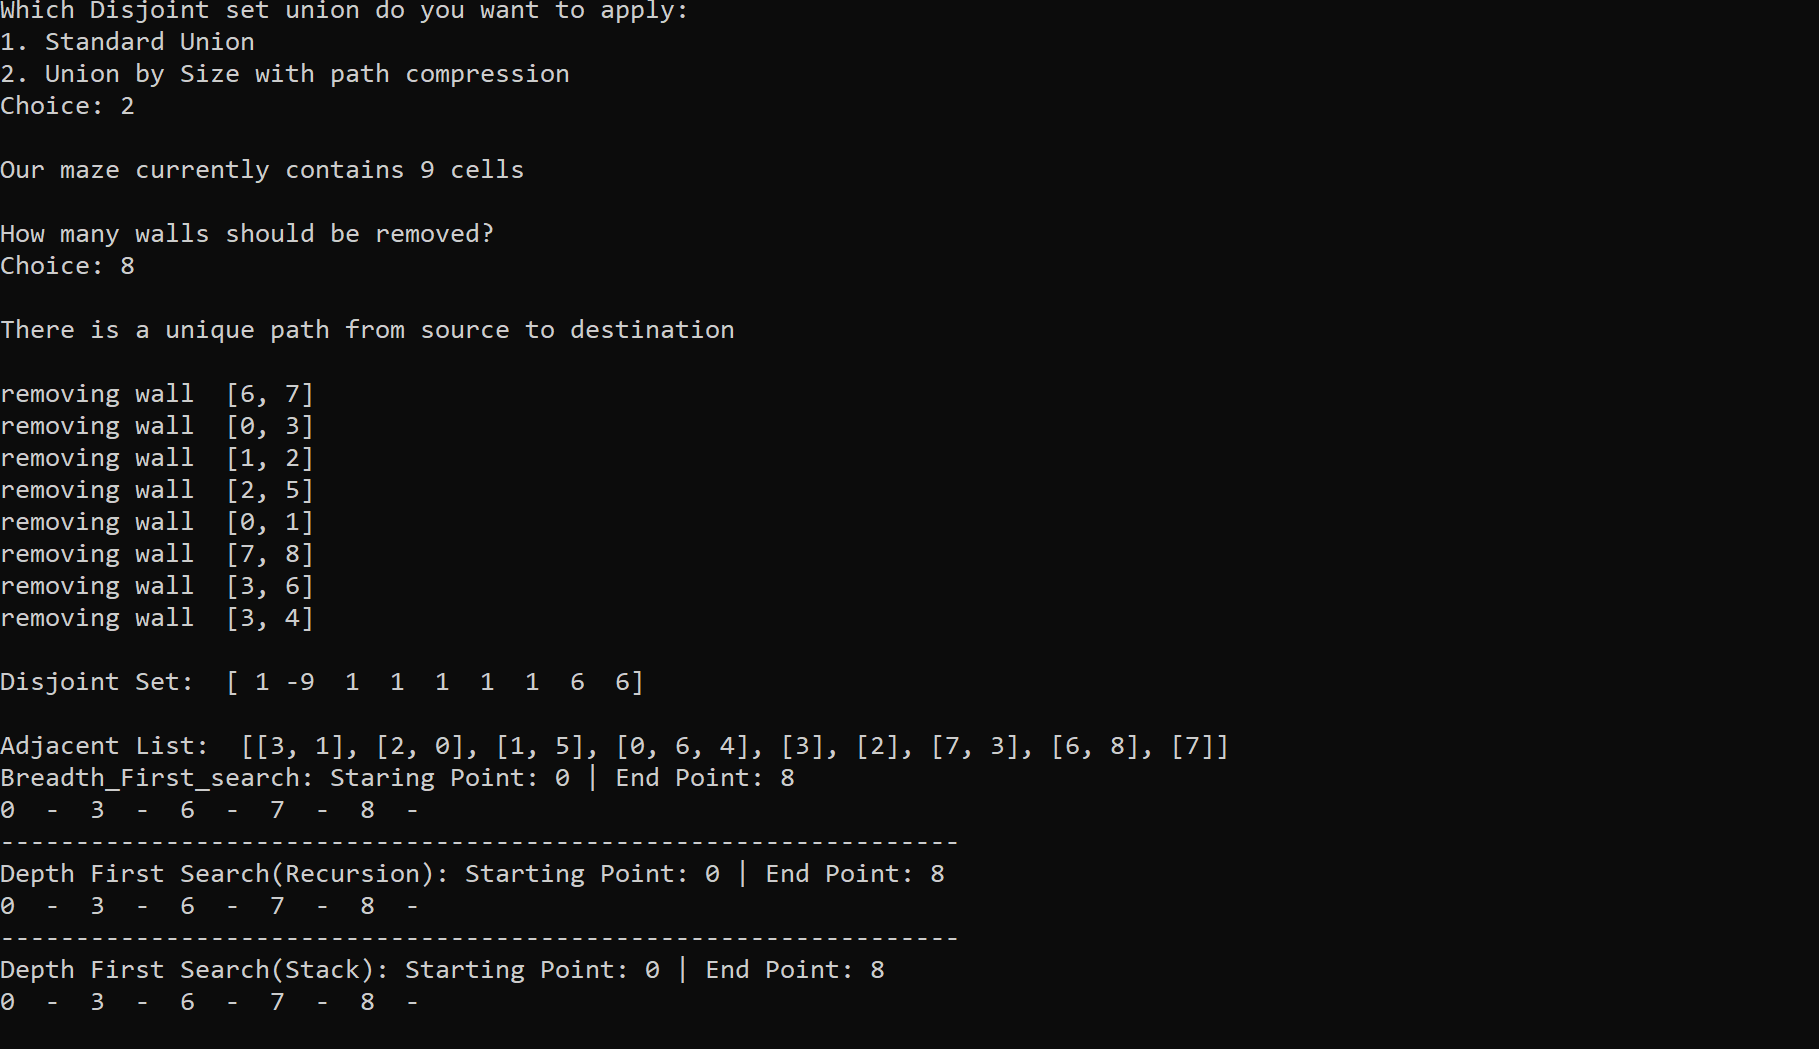 Which Disjoint set union do you want to apply:
1. Standard Union
2. Union by Size with path compression
Choice: 2
Our maze currently contains 9 cells
How many walls should be removed?
Choice: 8
There is a unique path from source to destination
removing wall  [6, 7]
removing wall  [0, 3]
removing wall  [1, 2]
removing wall  [2, 5]
removing wall  [0, 1]
removing wall  [7, 8]
removing wall  [3, 6]
removing wall  [3, 4]
Disjoint Set:  [ 1 -9  1  1  1  1  1  6  6]
Adjacent List:  [[3, 1], [2, 0], [1, 5], [0, 6, 4], [3], [2], [7, 3], [6, 8], [7]]
Breadth_First_search: Staring Point: 0 | End Point: 8
0  -  3  -  6  -  7  -  8  -
----------------------------------------------------------------
Depth First Search(Recursion): Starting Point: 0 | End Point: 8
0  -  3  -  6  -  7  -  8  -
----------------------------------------------------------------
Depth First Search(Stack): Starting Point: 0 | End Point: 8
0  -  3  -  6  -  7  -  8  -